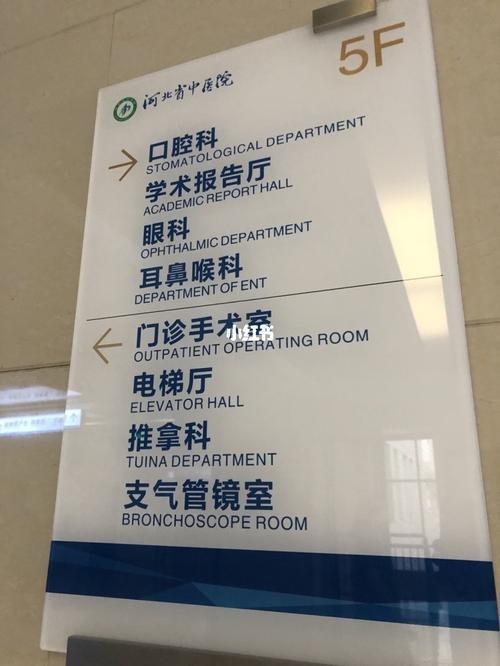 5F
河北省中医院
口腔科
STOMATOLOGICAL DEPARTMENT
学术报告厅
ACADEMIC REPORT HALL
眼科
OPHTHALMIC DEPARTMENT
耳鼻喉科
DEPARTMENT OF ENT
门诊手术室
OUTPATIENT OPERATING ROOM
小红书
电梯厅
ELEVATOR HALL
推拿科
TUINA DEPARTMENT
支气管镜室
BRONCHOSCOPE ROOM